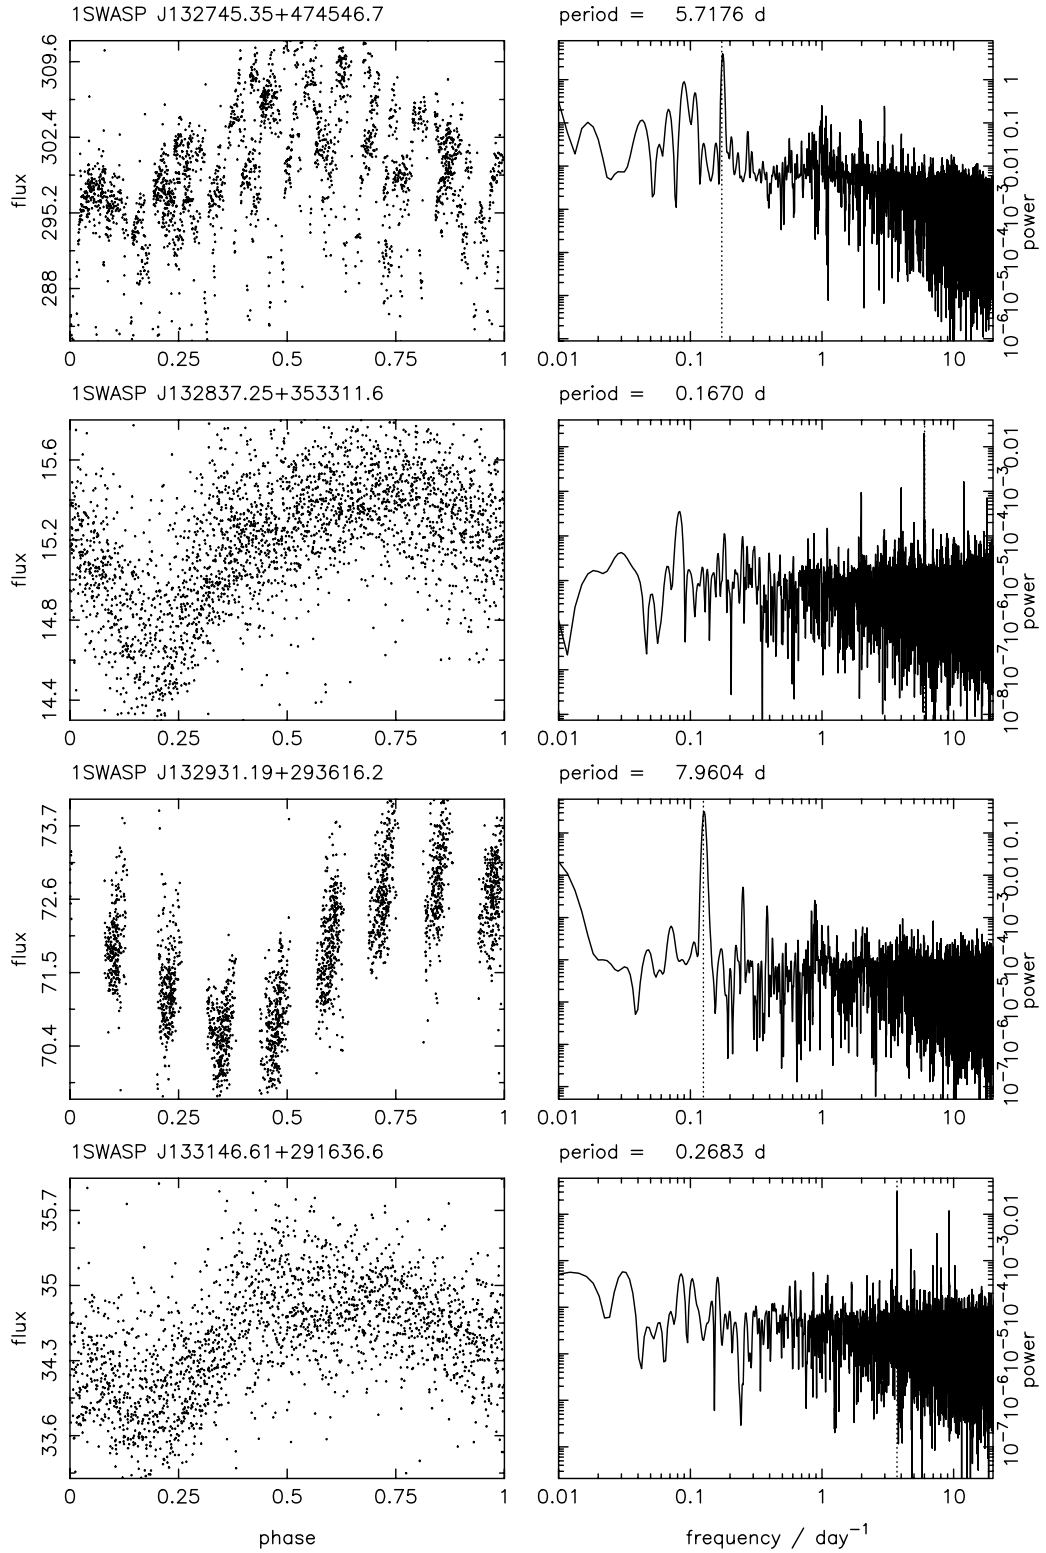 1SWASP J132745.35+474546.7
period = 5.7176 d
309.6
302.4
295.2
288
flux
0 0.25 0.5 0.75 1
1
0.1
0.01
10⁻³
10⁻⁴
10⁻⁵
10⁻⁶
power
0.01 0.1 1 10
1SWASP J132837.25+353311.6
period = 0.1670 d
15.6
15.2
14.8
14.4
flux
0 0.25 0.5 0.75 1
0.01
10⁻³
10⁻⁴
10⁻⁵
10⁻⁶
10⁻⁷
10⁻⁸
power
0.01 0.1 1 10
1SWASP J132931.19+293616.2
period = 7.9604 d
73.7
72.6
71.5
70.4
flux
0 0.25 0.5 0.75 1
0.1
0.01
10⁻³
10⁻⁴
10⁻⁵
10⁻⁶
10⁻⁷
power
0.01 0.1 1 10
1SWASP J133146.61+291636.6
period = 0.2683 d
35.7
35
34.3
33.6
flux
0 0.25 0.5 0.75 1
phase
0.01
10⁻³
10⁻⁴
10⁻⁵
10⁻⁶
10⁻⁷
power
0.01 0.1 1 10
frequency / day⁻¹